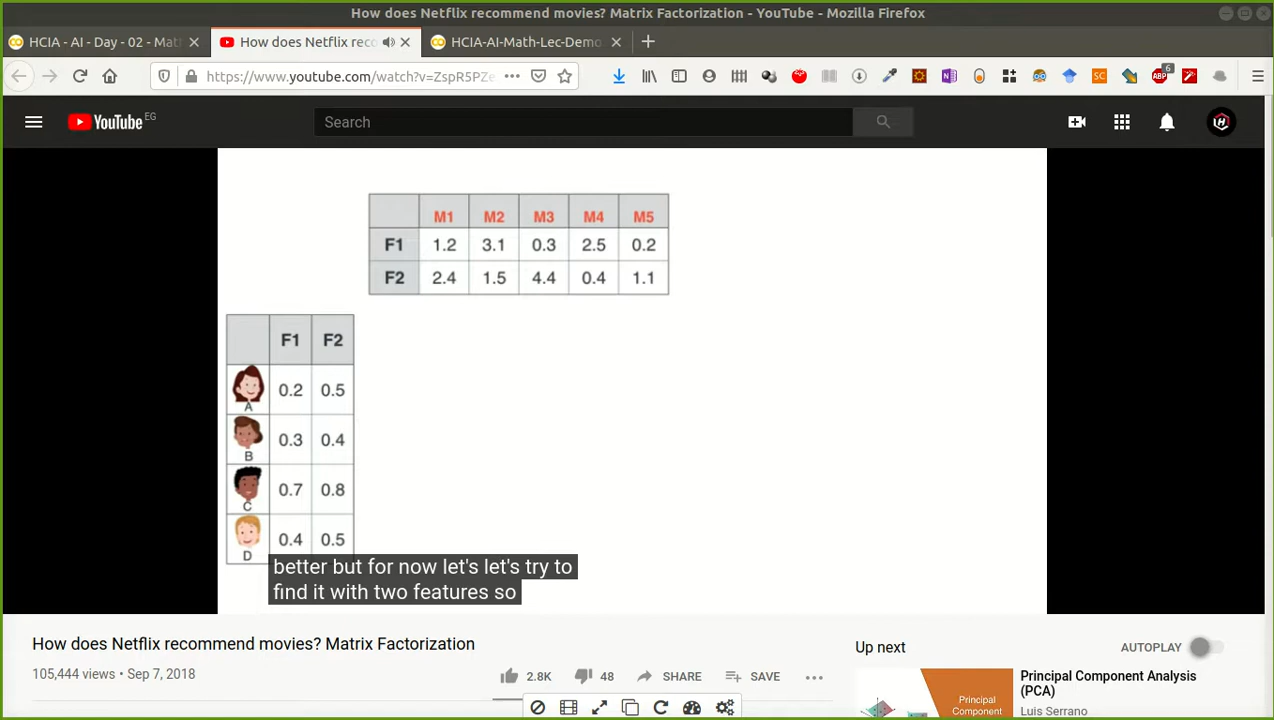 How does Netflix recommend movies? Matrix Factorization - YouTube - Mozilla Firefox
HCIA - AI - Day - 02 - Mat
How does Netflix reco
HCIA-AI-Math-Lec-Demo
https://www.youtube.com/watch?v=ZspR5PZe
SC
ABP
6
YouTube EG
Search
M1 M2 M3 M4 M5
F1 1.2 3.1 0.3 2.5 0.2
F2 2.4 1.5 4.4 0.4 1.1
F1 F2
A 0.2 0.5
B 0.3 0.4
C 0.7 0.8
D 0.4 0.5
better but for now let's let's try to
find it with two features so
How does Netflix recommend movies? Matrix Factorization
105,444 views • Sep 7, 2018
2.8K 48 SHARE SAVE
Up next
AUTOPLAY
Principal
Component
Principal Component Analysis
(PCA)
Luis Serrano